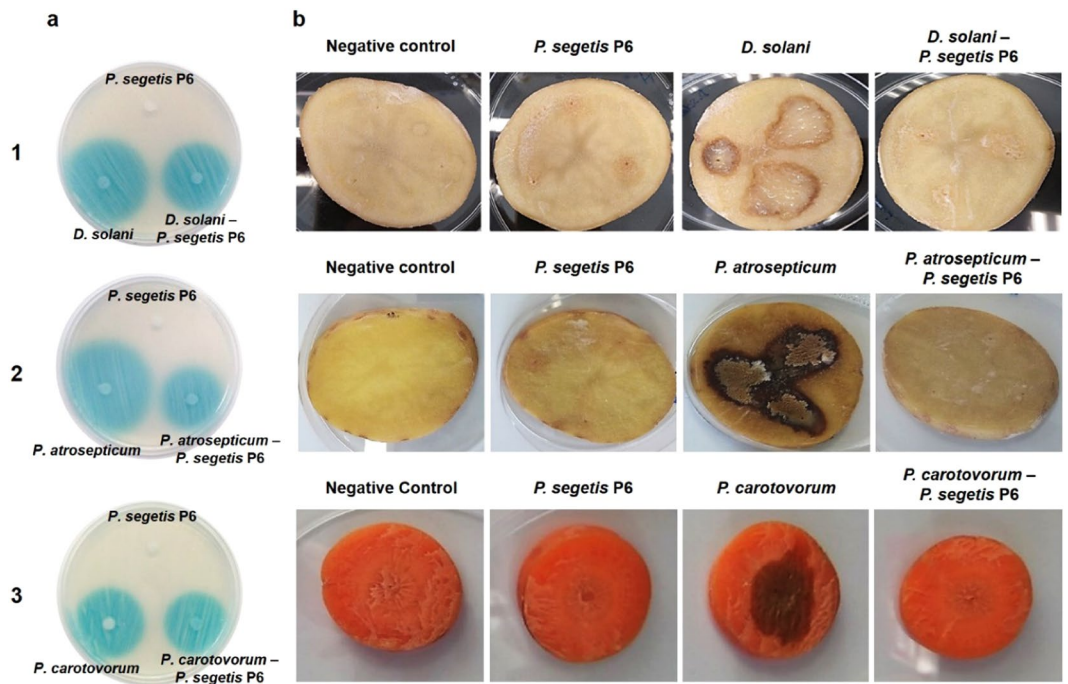 a
b
Negative control
P. segetis P6
D. solani
D. solani –
P. segetis P6
1
P. segetis P6
D. solani
D. solani –
P. segetis P6
Negative control
P. segetis P6
P. atrosepticum
P. atrosepticum –
P. segetis P6
2
P. segetis P6
P. atrosepticum
P. atrosepticum –
P. segetis P6
Negative Control
P. segetis P6
P. carotovorum
P. carotovorum –
P. segetis P6
3
P. segetis P6
P. carotovorum
P. carotovorum –
P. segetis P6